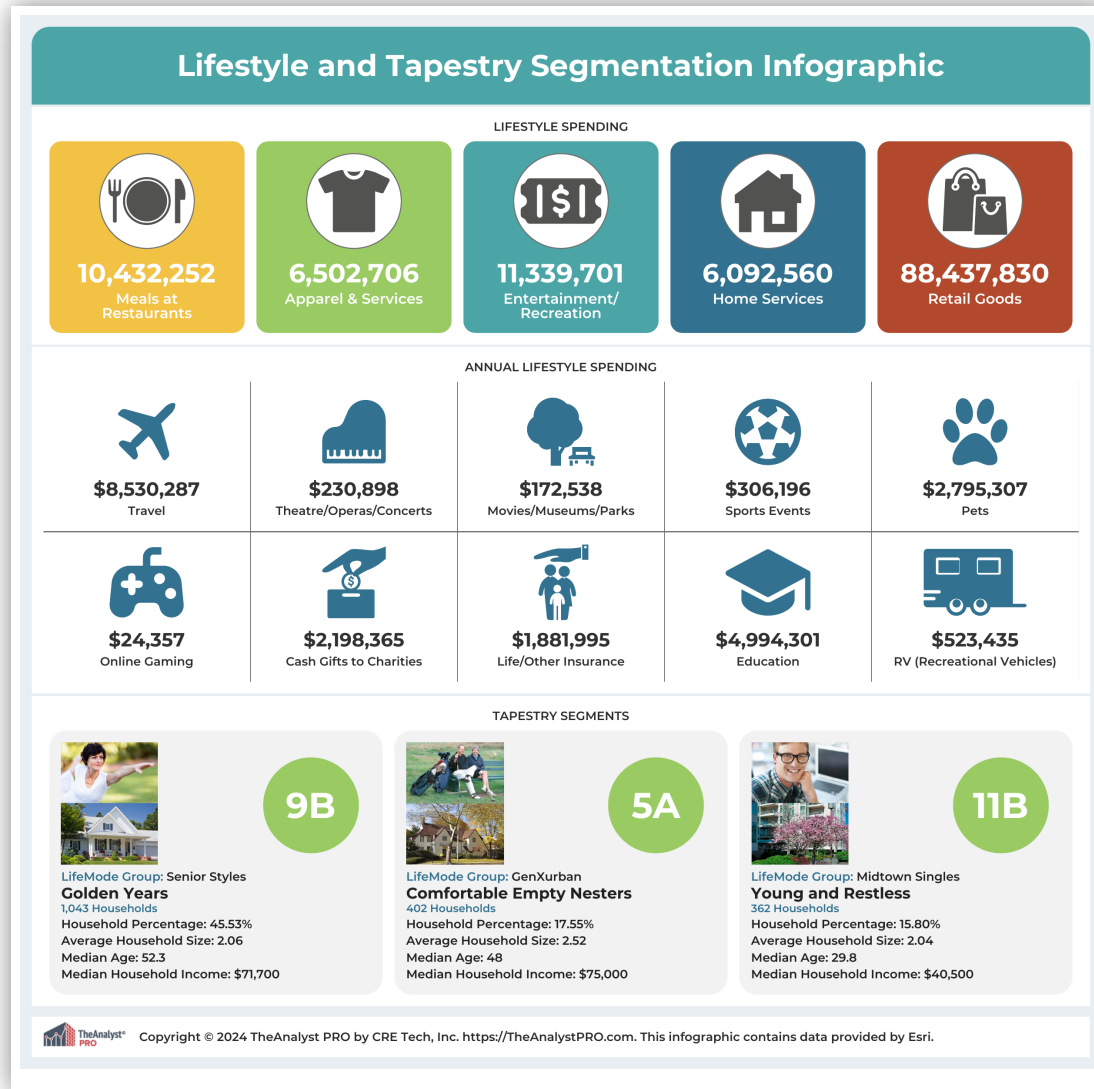 Lifestyle and Tapestry Segmentation Infographic
LIFESTYLE SPENDING
10,432,252
Meals at
Restaurants
6,502,706
Apparel & Services
$
11,339,701
Entertainment/
Recreation
6,092,560
Home Services
88,437,830
Retail Goods
ANNUAL LIFESTYLE SPENDING
$8,530,287
Travel
$230,898
Theatre/Operas/Concerts
$172,538
Movies/Museums/Parks
$306,196
Sports Events
$2,795,307
Pets
$24,357
Online Gaming
$
$2,198,365
Cash Gifts to Charities
$1,881,995
Life/Other Insurance
$4,994,301
Education
$523,435
RV (Recreational Vehicles)
TAPESTRY SEGMENTS
9B
LifeMode Group: Senior Styles
Golden Years
1,043 Households
Household Percentage: 45.53%
Average Household Size: 2.06
Median Age: 52.3
Median Household Income: $71,700
5A
LifeMode Group: GenXurban
Comfortable Empty Nesters
402 Households
Household Percentage: 17.55%
Average Household Size: 2.52
Median Age: 48
Median Household Income: $75,000
11B
LifeMode Group: Midtown Singles
Young and Restless
362 Households
Household Percentage: 15.80%
Average Household Size: 2.04
Median Age: 29.8
Median Household Income: $40,500
TheAnalyst®
PRO
Copyright © 2024 TheAnalyst PRO by CRE Tech, Inc. https://TheAnalystPRO.com. This infographic contains data provided by Esri.